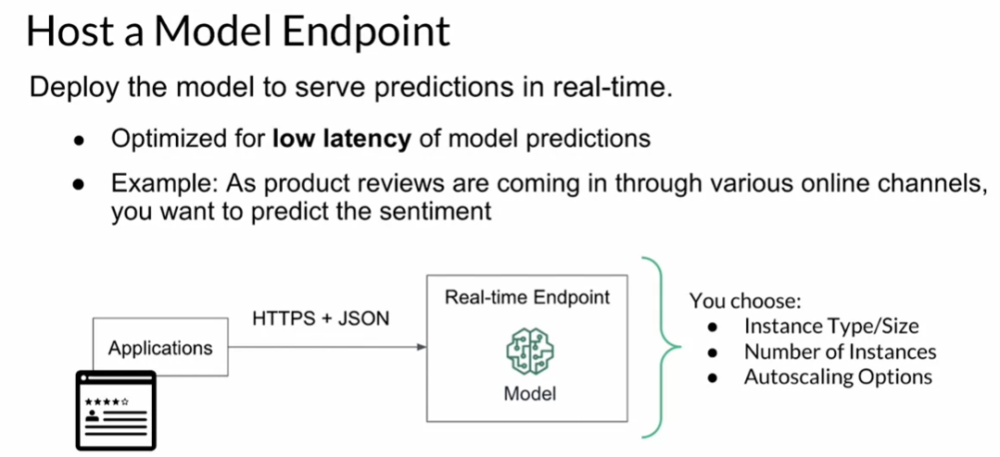 Host a Model Endpoint
Deploy the model to serve predictions in real-time.
● Optimized for low latency of model predictions
● Example: As product reviews are coming in through various online channels,
you want to predict the sentiment
Applications
HTTPS + JSON
Real-time Endpoint
Model
You choose:
● Instance Type/Size
● Number of Instances
● Autoscaling Options